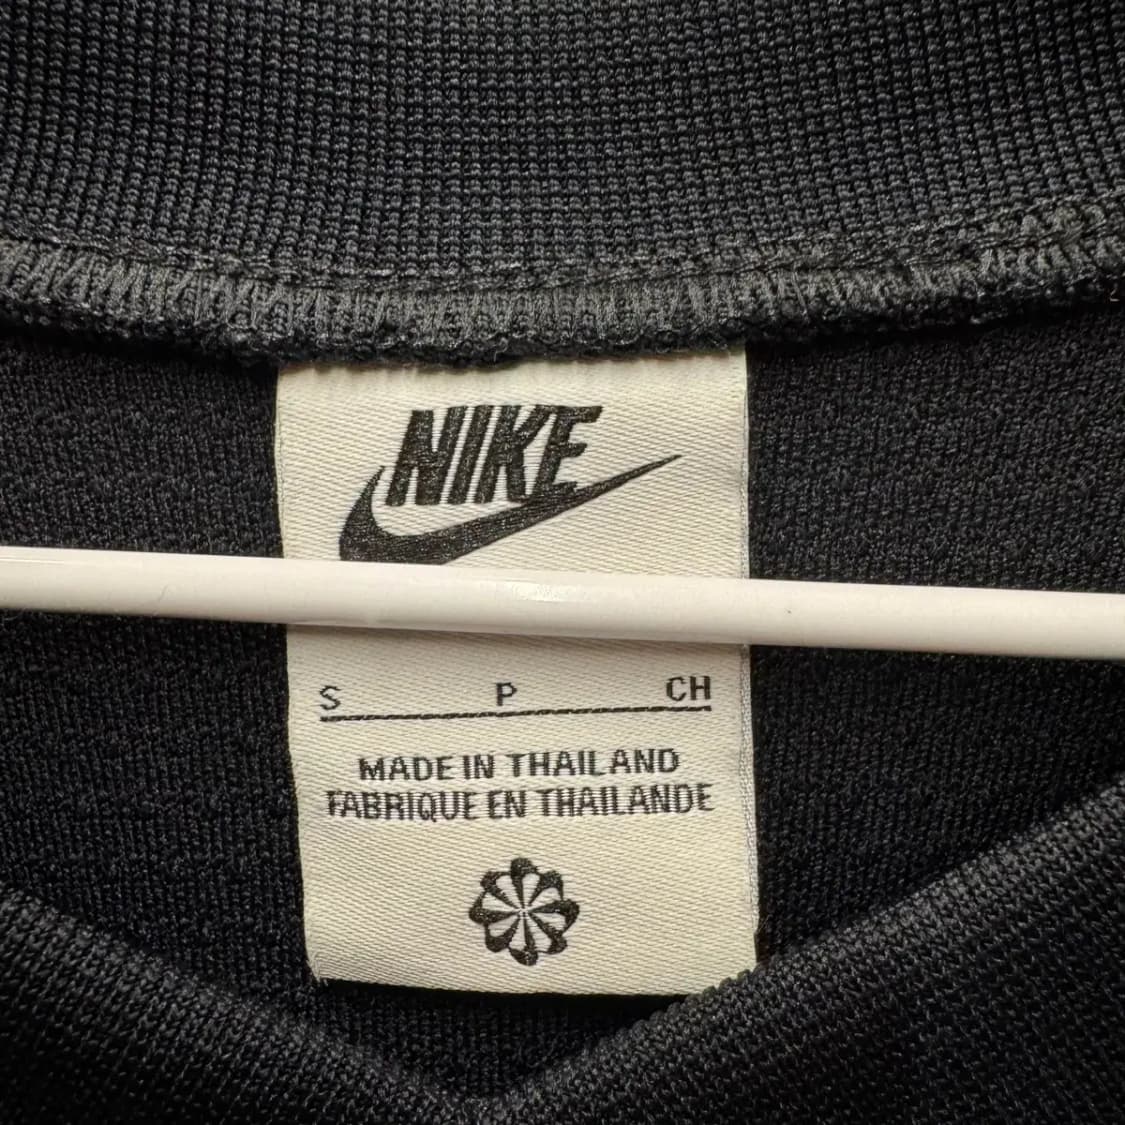 NIKE
S P CH
MADE IN THAILAND
FABRIQUE EN THAILANDE